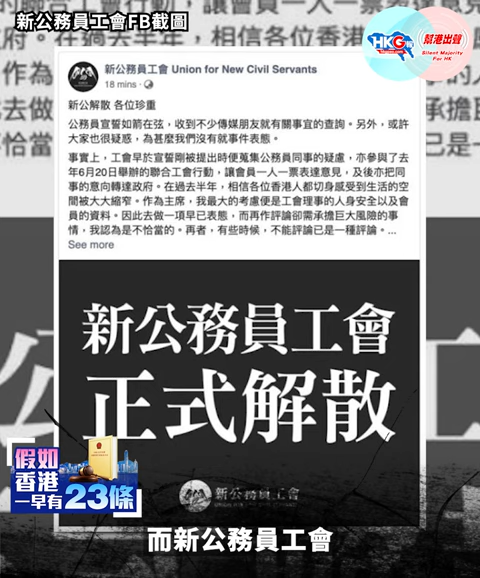 新公務員工會FB截圖
HKG報
幫港出聲
Silent Majority
For HK
新公務員工會 Union for New Civil Servants
18 mins
新公解散 各位珍重
公務員宣誓如箭在弦，收到不少傳媒朋友就有關事宜的查詢。另外，或許
大家也很疑惑，為甚麼我們沒有就事件表態。
事實上，工會早於宣誓剛被提出時便蒐集公務員同事的疑慮，亦參與了去
年6月20日舉辦的聯合工會行動，讓會員一人一票表達意見，及後亦把同
事的意向轉達政府。在過去半年，相信各位香港人都切身感受到生活的空
間被大大縮窄。作為主席，我最大的考慮便是工會理事的人身安全以及會
員的資料。因此去做一項早已表態，而再作評論卻需承擔巨大風險的事
情，我認為是不恰當的。再者，有些時候，不能評論已是一種評論。...
See more
新公務員工會
正式解散
新公務員工會
假如
香港
一早有
23條
而新公務員工會